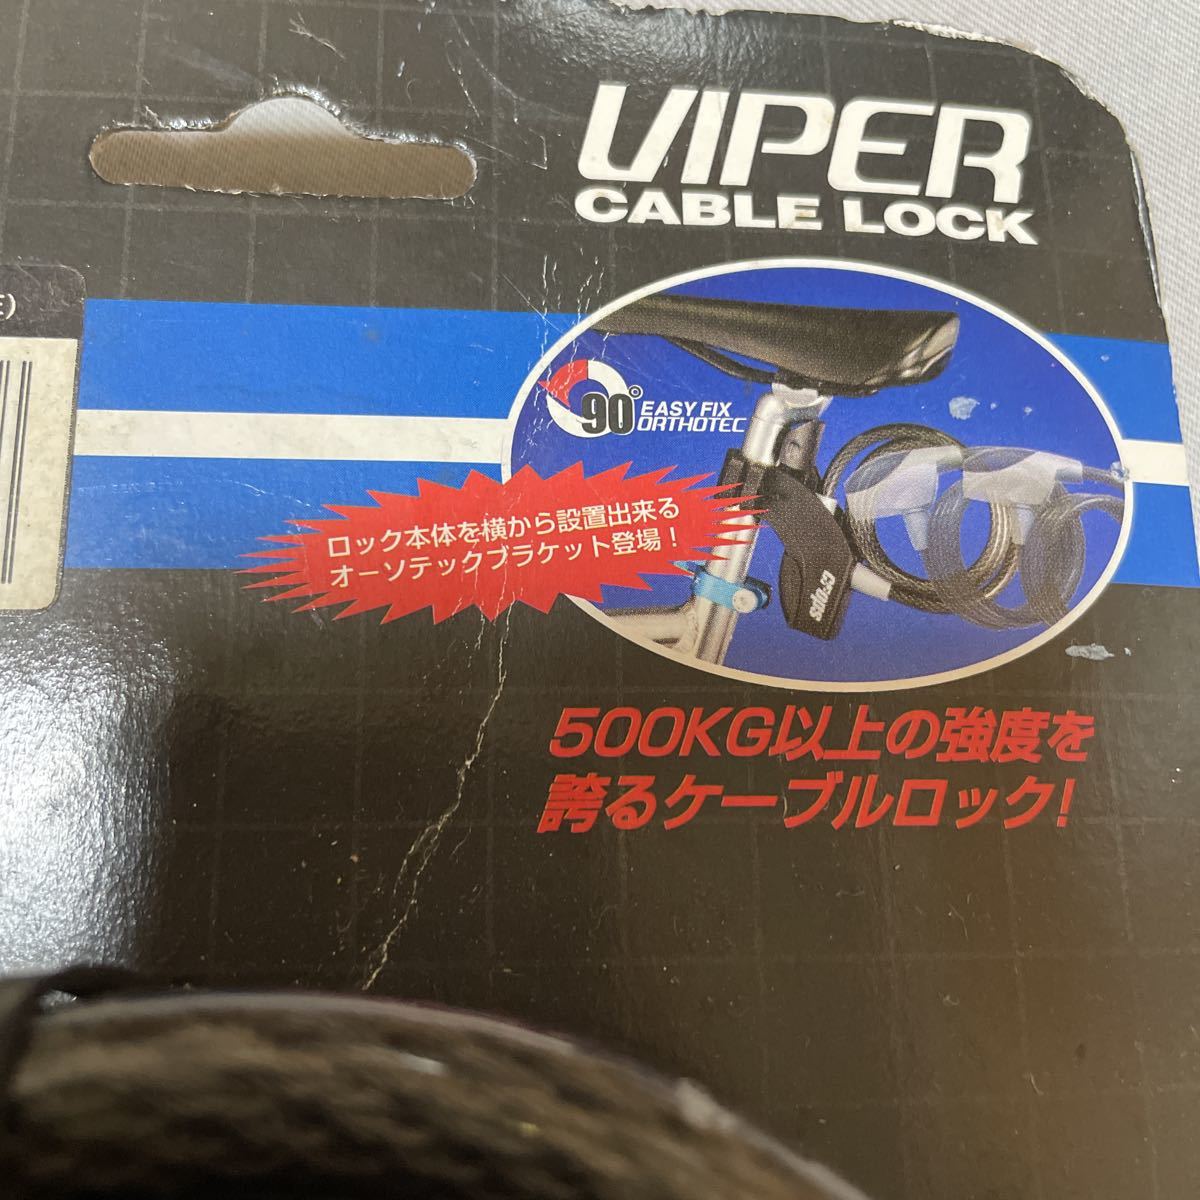 VIPER
CABLE LOCK
90° EASY FIX
ORTHOTEC
ロック本体を横から設置出来る
オーソテックブラケット登場！
500KG以上の強度を
誇るケーブルロック!